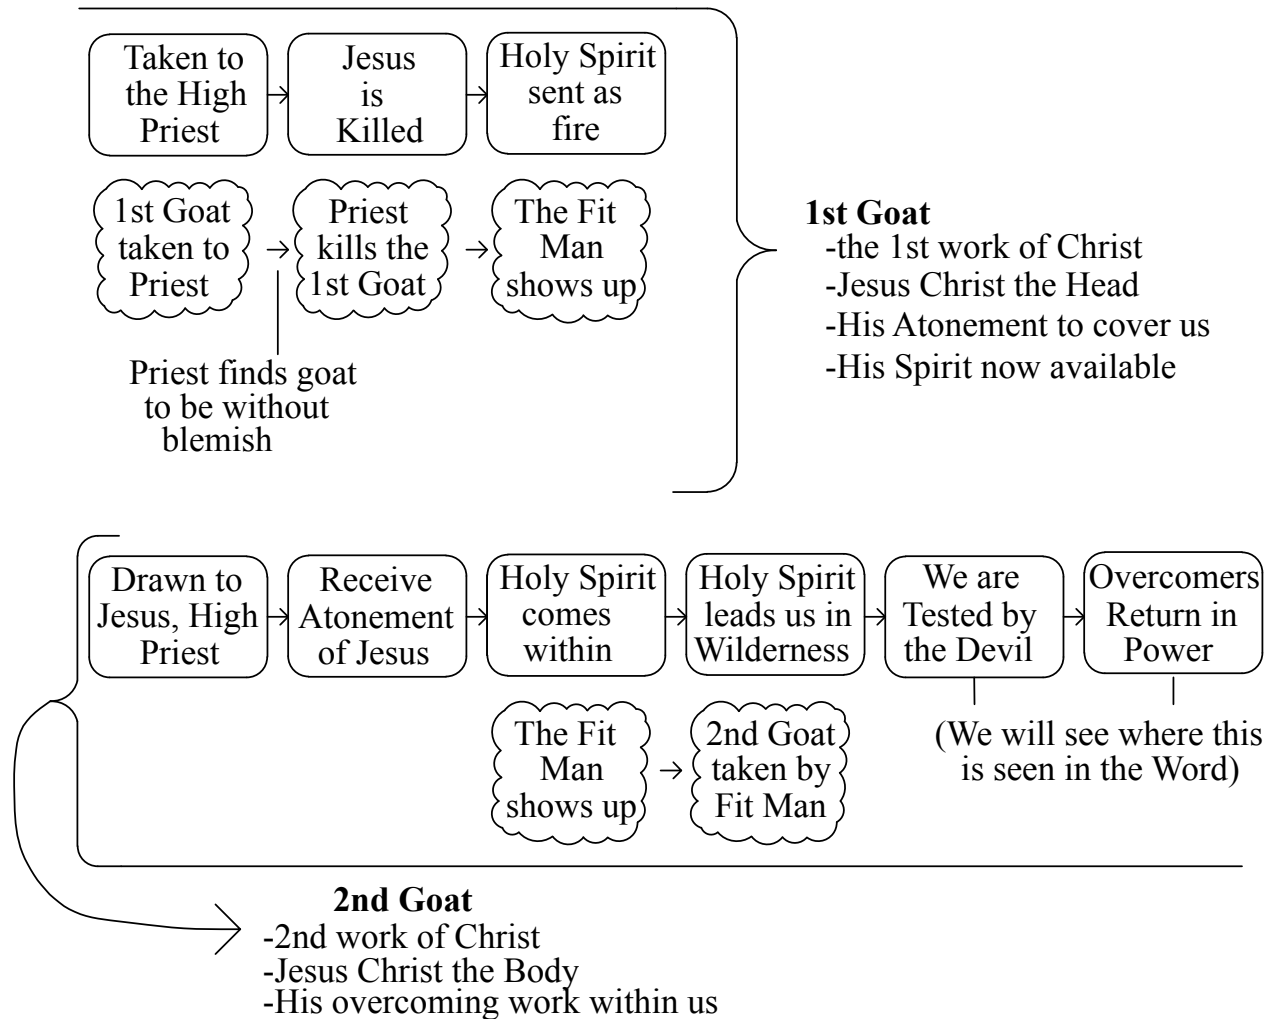 Taken to
the High
Priest
Jesus
is
Killed
Holy Spirit
sent as
fire
1st Goat
taken to
Priest
Priest
kills the
1st Goat
The Fit
Man
shows up
Priest finds goat
to be without
blemish
1st Goat
-the 1st work of Christ
-Jesus Christ the Head
-His Atonement to cover us
-His Spirit now available
Drawn to
Jesus, High
Priest
Receive
Atonement
of Jesus
Holy Spirit
comes
within
Holy Spirit
leads us in
Wilderness
We are
Tested by
the Devil
Overcomers
Return in
Power
The Fit
Man
shows up
2nd Goat
taken by
Fit Man
(We will see where this
is seen in the Word)
2nd Goat
-2nd work of Christ
-Jesus Christ the Body
-His overcoming work within us